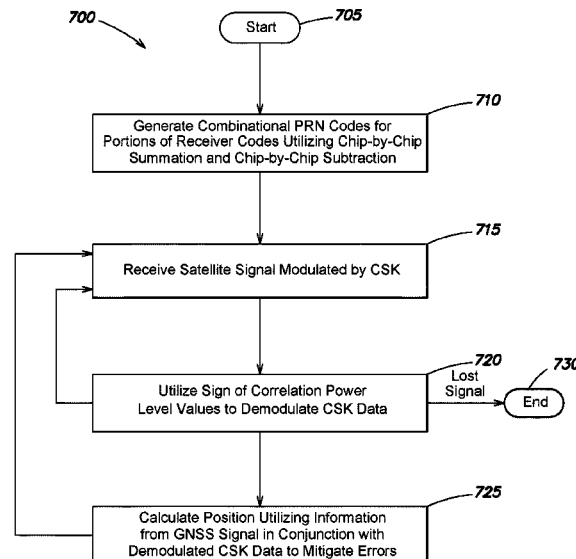 700
Start
705
710
Generate Combinational PRN Codes for
Portions of Receiver Codes Utilizing Chip-by-Chip
Summation and Chip-by-Chip Subtraction
715
Receive Satellite Signal Modulated by CSK
720
Utilize Sign of Correlation Power
Level Values to Demodulate CSK Data
Lost
Signal
730
End
725
Calculate Position Utilizing Information
from GNSS Signal in Conjunction with
Demodulated CSK Data to Mitigate Errors